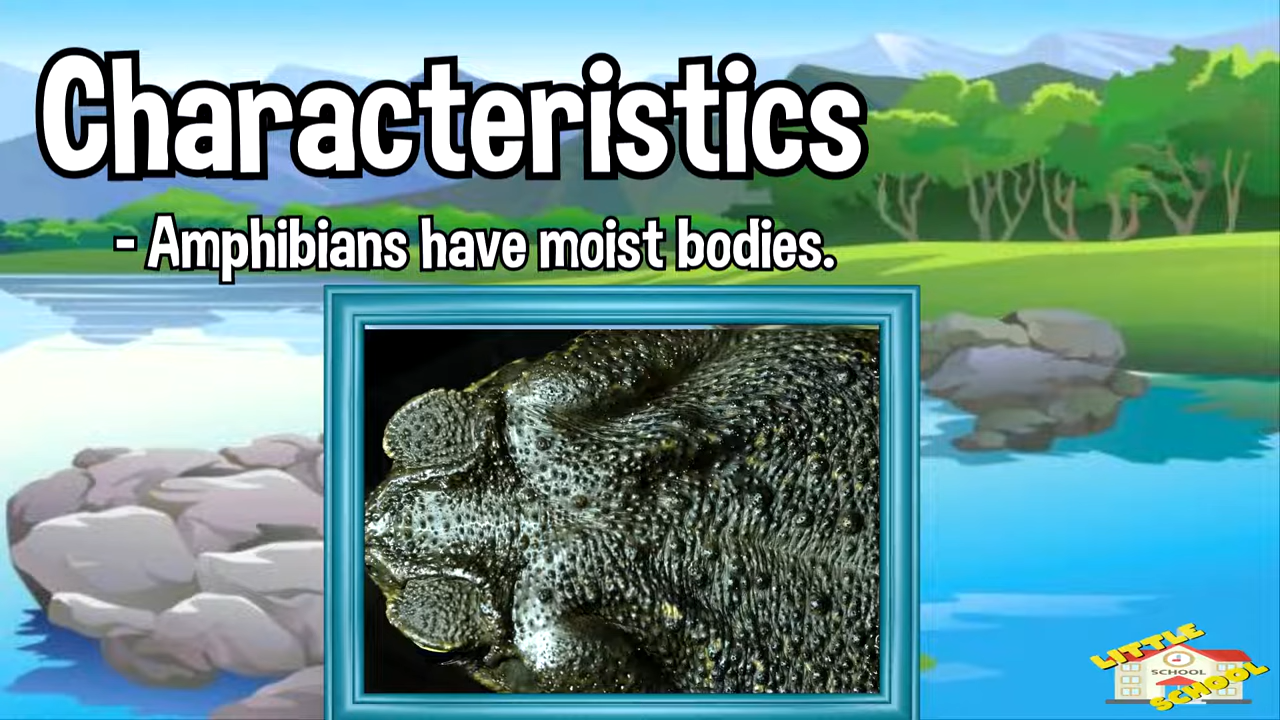 Characteristics
- Amphibians have moist bodies.
LITTLE
SCHOOL
SCHOOL